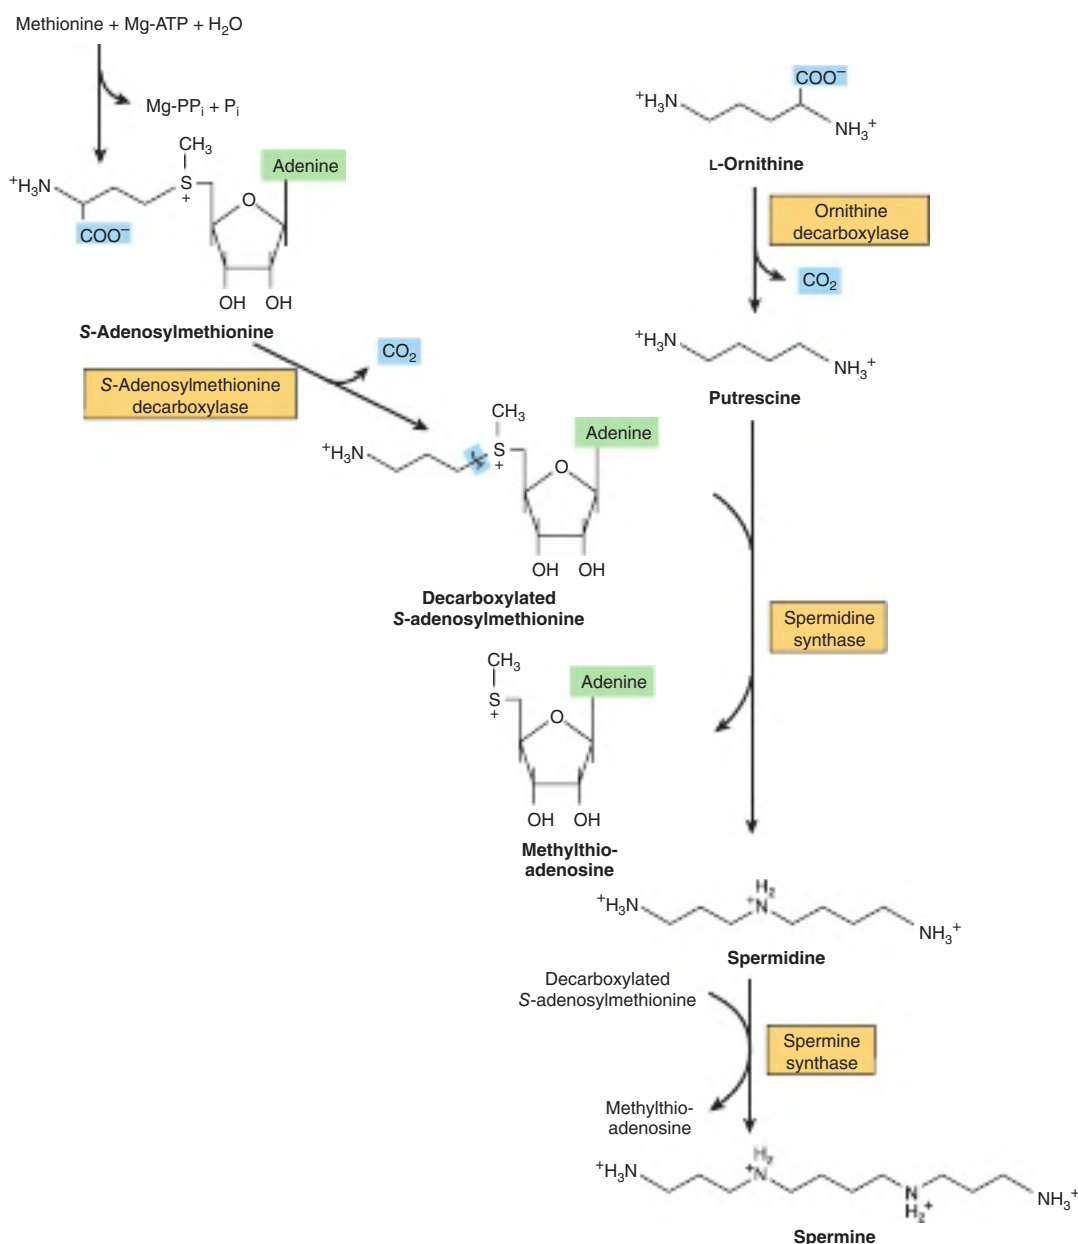 Methionine + Mg-ATP + H₂O
Mg-PPᵢ + Pᵢ
CH₃
Adenine
⁺H₃N
S
+
O
COO⁻
OH OH
S-Adenosylmethionine
CO₂
S-Adenosylmethionine
decarboxylase
COO⁻
⁺H₃N
NH₃⁺
L-Ornithine
Ornithine
decarboxylase
CO₂
⁺H₃N
NH₃⁺
Putrescine
CH₃
Adenine
⁺H₃N
S
+
O
OH OH
Decarboxylated
S-adenosylmethionine
Spermidine
synthase
CH₃
Adenine
S
+
O
OH OH
Methylthio-
adenosine
H₂
⁺H₃N
⁺N
NH₃⁺
Spermidine
Decarboxylated
S-adenosylmethionine
Spermine
synthase
Methylthio-
adenosine
H₂
⁺H₃N
⁺N
N
H₂⁺
NH₃⁺
Spermine